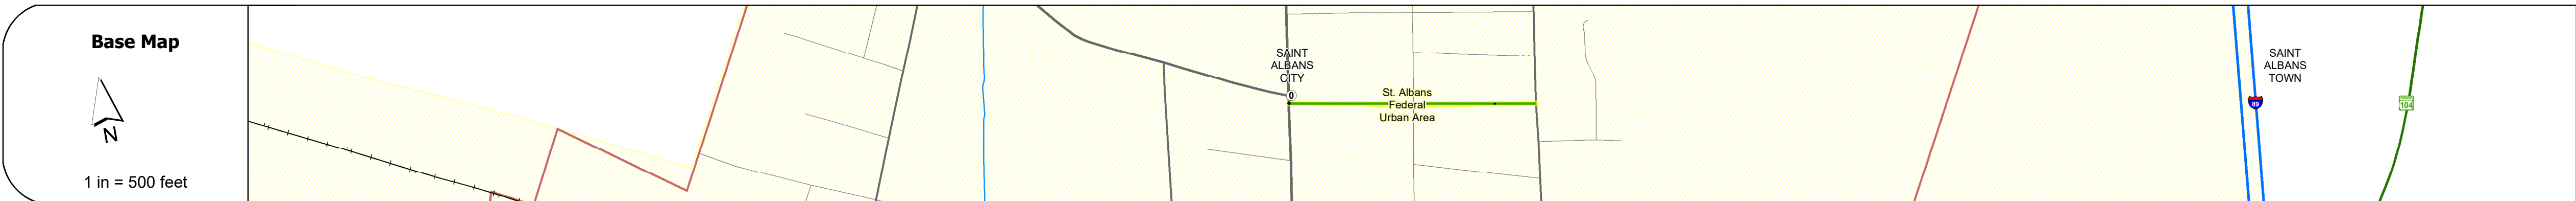 Base Map
N
1 in = 500 feet
SAINT
ALBANS
CITY
0
St. Albans
Federal
Urban Area
SAINT
ALBANS
TOWN
89
104